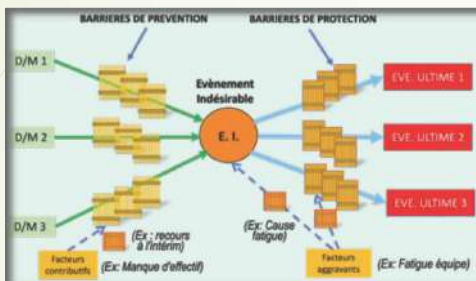 BARRIERES DE PREVENTION
BARRIERES DE PROTECTION
D/M 1
D/M 2
D/M 3
Evènement
Indésirable
E. I.
EVE. ULTIME 1
EVE. ULTIME 2
EVE. ULTIME 3
(Ex : recours
à l'intérim)
Facteurs
contributifs
(Ex: Manque d'effectif)
(Ex: Cause
fatigue)
Facteurs
aggravants
(Ex: Fatigue équipe)